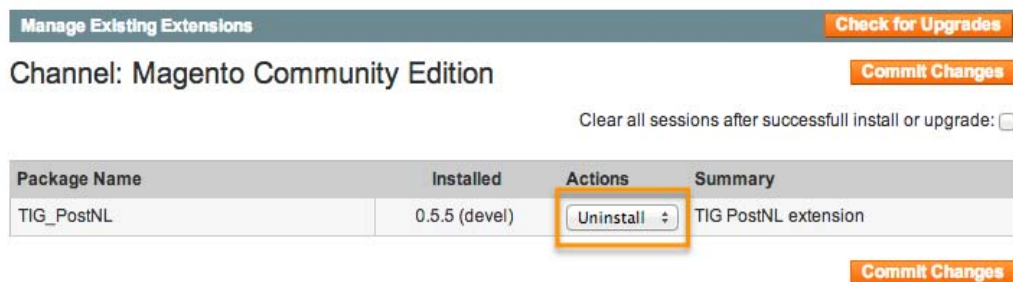 Manage Existing Extensions Check for Upgrades
Channel: Magento Community Edition Commit Changes
Clear all sessions after successfull install or upgrade:
Package Name Installed Actions Summary
TIG_PostNL 0.5.5 (devel) Uninstall TIG PostNL extension
Commit Changes